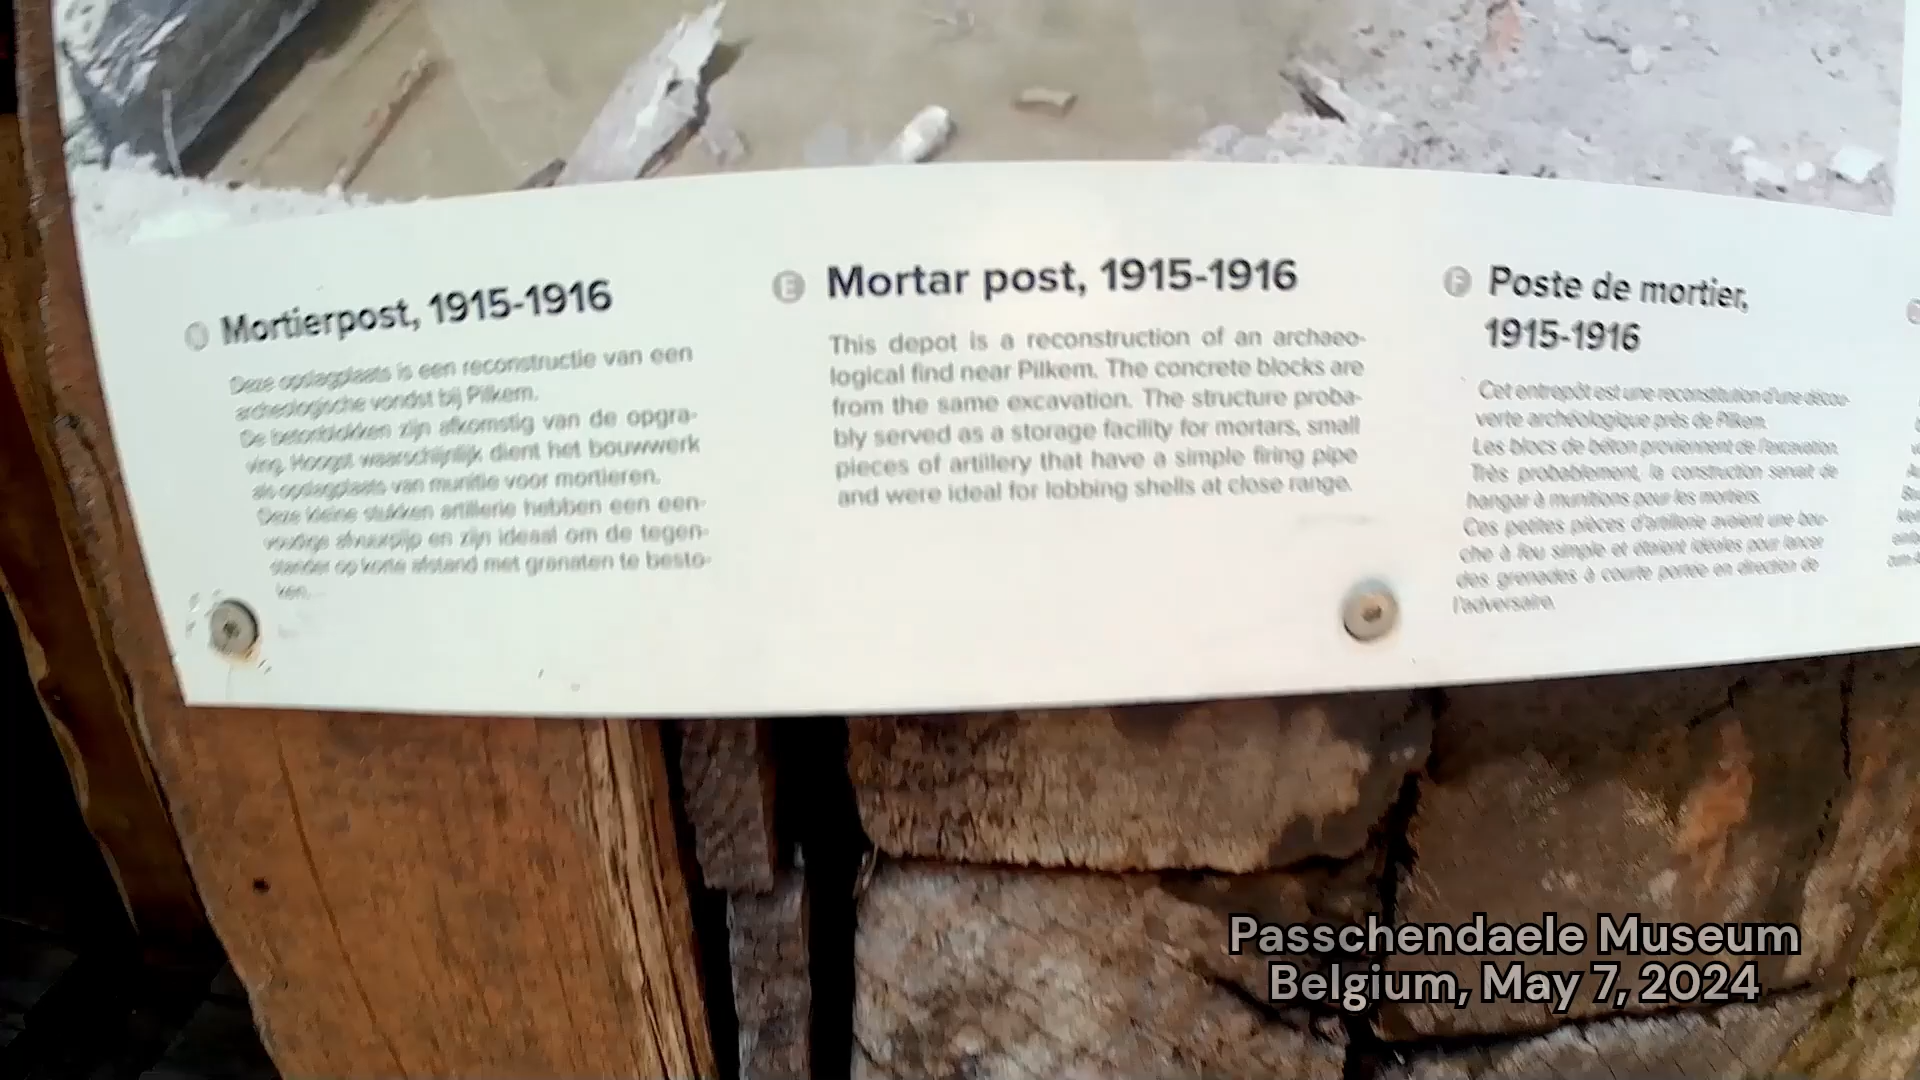 Mortierpost, 1915-1916
Deze opslagplaats is een reconstructie van een
archeologische vondst bij Pilkem.
De betonblokken zijn afkomstig van de opgra-
ving. Hoogst waarschijnlijk dient het bouwwerk
als opslagplaats van munitie voor mortieren.
Deze kleine stukken artillerie hebben een een-
voudige afvuurpijp en zijn ideaal om de tegen-
stander op korte afstand met granaten te besto-
ken.
E Mortar post, 1915-1916
This depot is a reconstruction of an archaeo-
logical find near Pilkem. The concrete blocks are
from the same excavation. The structure proba-
bly served as a storage facility for mortars, small
pieces of artillery that have a simple firing pipe
and were ideal for lobbing shells at close range.
F Poste de mortier,
1915-1916
Cet entrepôt est une reconstitution d'une décou-
verte archéologique près de Pilkem.
Les blocs de béton proviennent de l'excavation.
Très probablement, la construction servait de
hangar à munitions pour les mortiers.
Ces petites pièces d'artillerie avaient une bou-
che à feu simple et étaient idéales pour lancer
des grenades à courte portée en direction de
l'adversaire.
Passchendaele Museum
Belgium, May 7, 2024